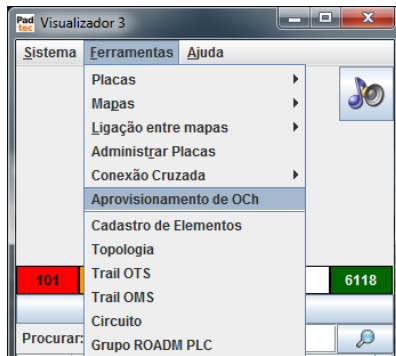 Pad tec Visualizador 3
Sistema Ferramentas Ajuda
Placas
Mapas
Ligação entre mapas
Administrar Placas
Conexão Cruzada
Aprovisionamento de OCh
Cadastro de Elementos
Topologia
Trail OTS
101 6118
Trail OMS
Circuito
Procurar:
Grupo ROADM PLC